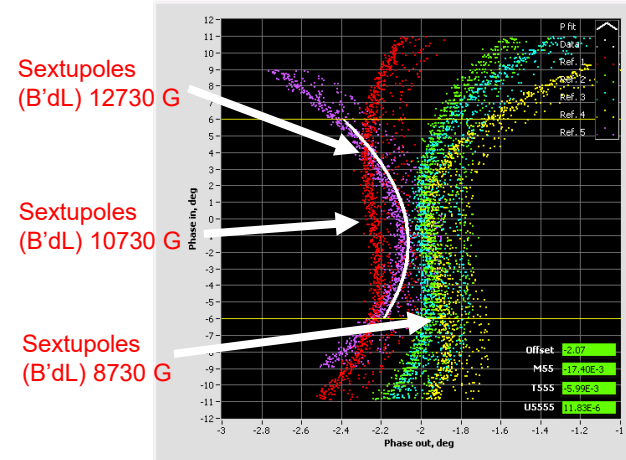 Sextupoles
(B'dL) 12730 G
Sextupoles
(B'dL) 10730 G
Sextupoles
(B'dL) 8730 G
Phase in, deg
12
11
10
9
8
7
6
5
4
3
2
1
0
-1
-2
-3
-4
-5
-6
-7
-8
-9
-10
-11
-12
P fit
Data
Ref. 1
Ref. 2
Ref. 3
Ref. 4
Ref. 5
Offset -2.07
M55 -17.40E-3
T555 -5.99E-3
U5555 11.83E-6
-3 -2.8 -2.6 -2.4 -2.2 -2 -1.8 -1.6 -1.4 -1.2 -1
Phase out, deg